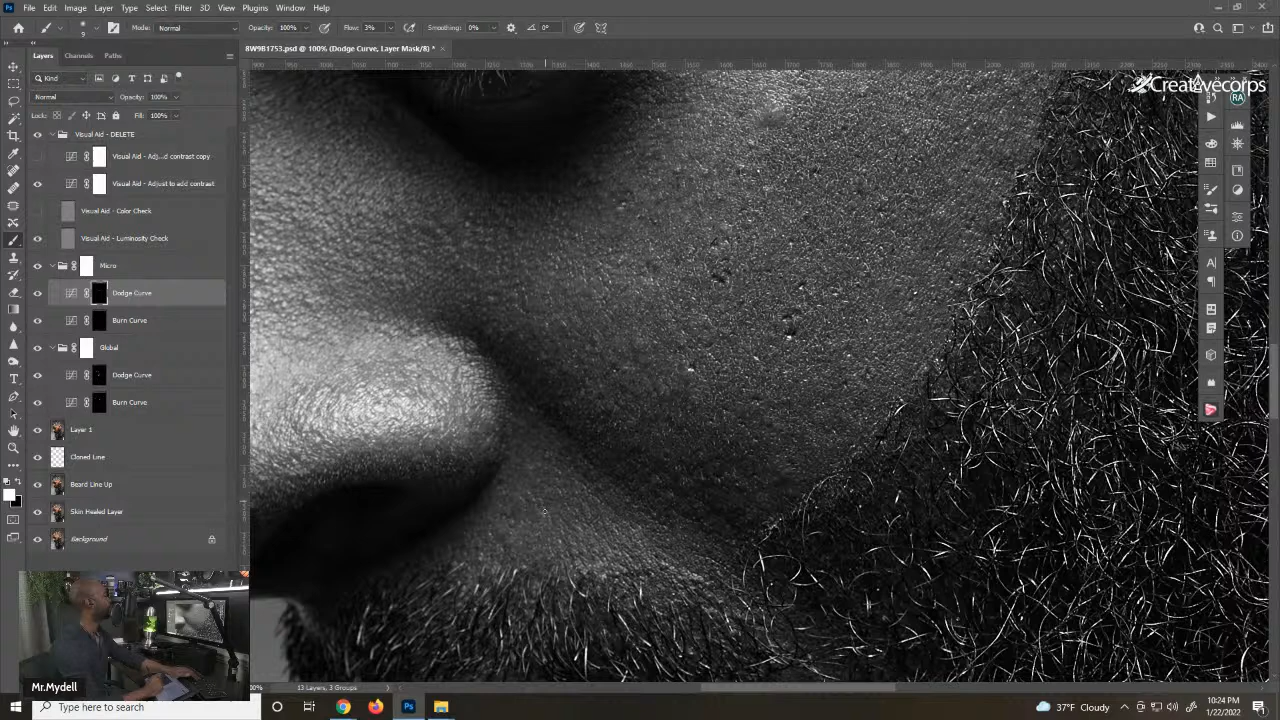 File Edit Image Layer Type Select Filter 3D View Plugins Window Help
9 Mode: Normal Opacity: 100% Flow: 3% Smoothing: 0% 0°
8W9B1753.psd @ 100% (Dodge Curve, Layer Mask/8) *
Layers Channels Paths
Kind
Normal Opacity: 100%
Lock: Fill: 100%
Visual Aid - DELETE
Visual Aid - Adj...d contrast copy
Visual Aid - Adjust to add contrast
Visual Aid - Color Check
Visual Aid - Luminosity Check
Micro
Dodge Curve
Burn Curve
Global
Dodge Curve
Burn Curve
Layer 1
Cloned Line
Beard Line Up
Skin Healed Layer
Background
Creativecorps
RA
Mr.Mydell
13 Layers, 3 Groups
Type here to search
37°F Cloudy
10:24 PM
1/22/2022